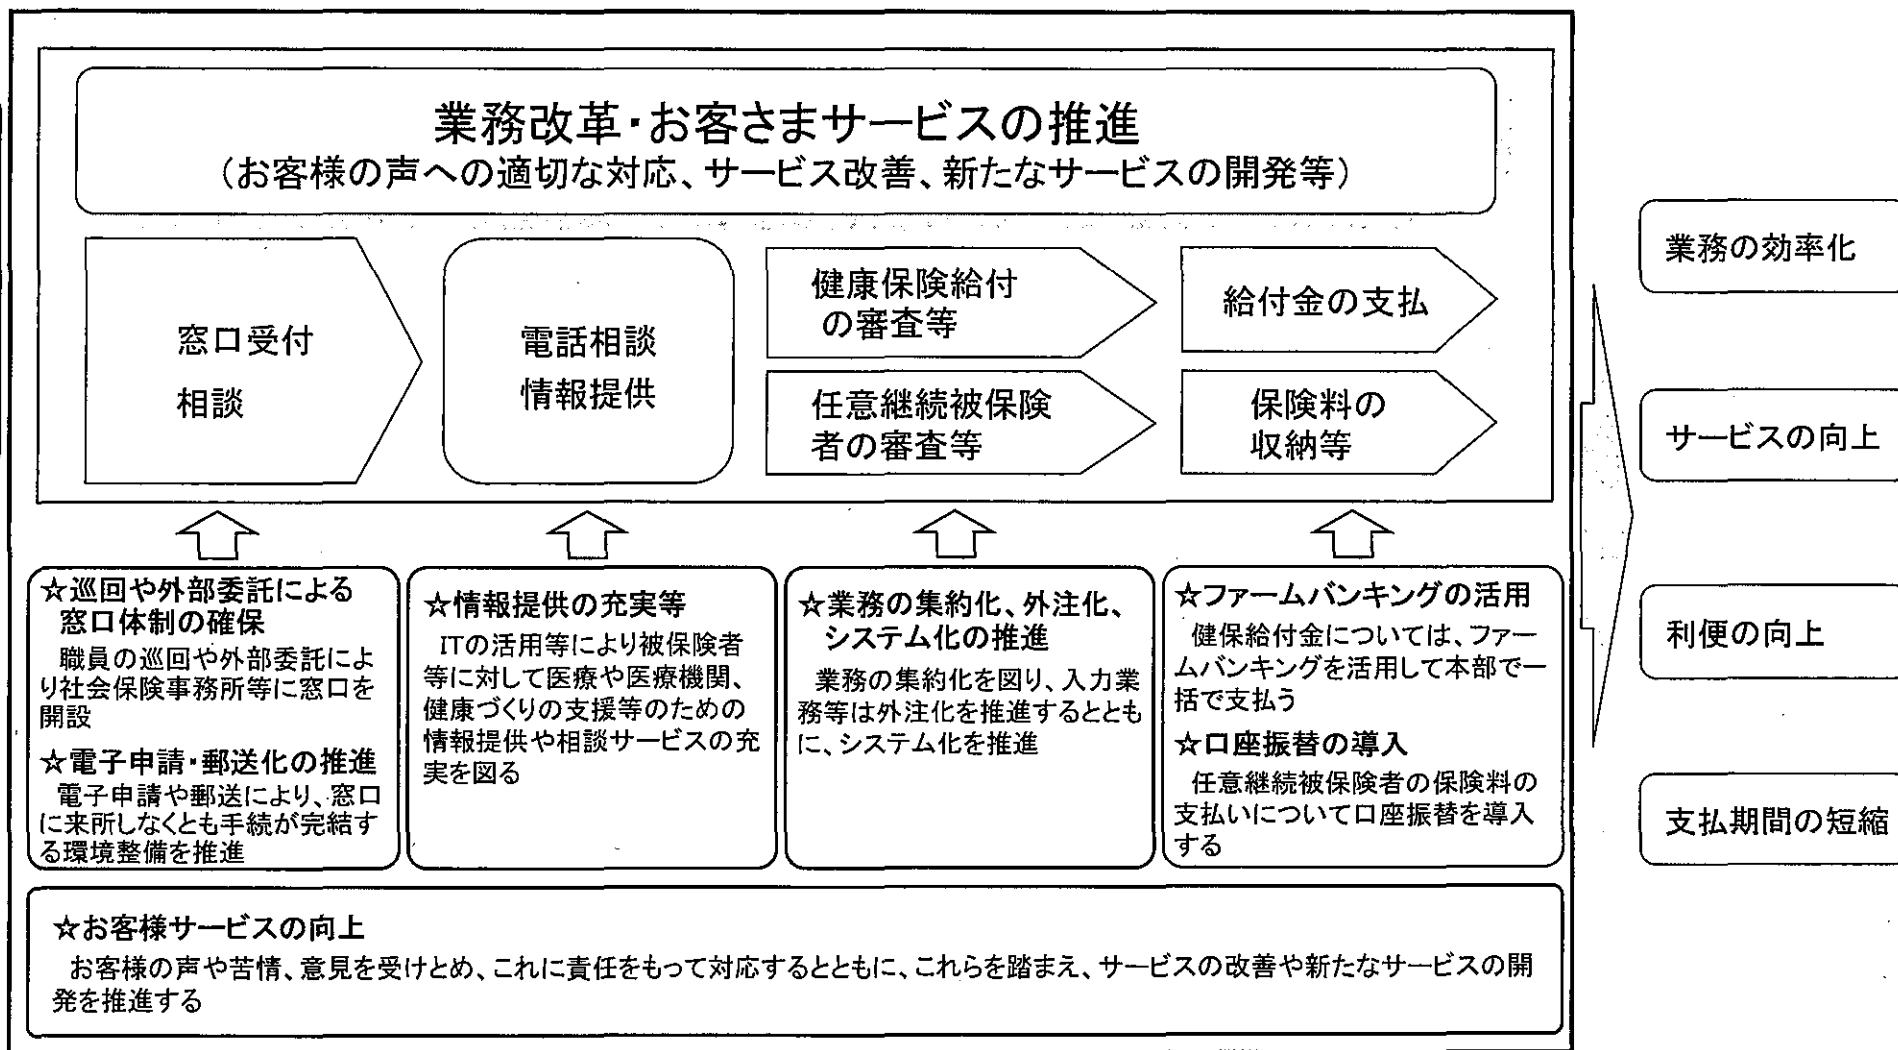 業務改革・お客さまサービスの推進
(お客様の声への適切な対応、サービス改善、新たなサービスの開発等)
窓口受付
相談
電話相談
情報提供
健康保険給付
の審査等
給付金の支払
任意継続被保険
者の審査等
保険料の
収納等
☆巡回や外部委託による
窓口体制の確保
職員の巡回や外部委託によ
り社会保険事務所等に窓口を
開設
☆電子申請・郵送化の推進
電子申請や郵送により、窓口
に来所しなくとも手続が完結す
る環境整備を推進
☆情報提供の充実等
ITの活用等により被保険者
等に対して医療や医療機関、
健康づくりの支援等のための
情報提供や相談サービスの充
実を図る
☆業務の集約化、外注化、
システム化の推進
業務の集約化を図り、入力業
務等は外注化を推進するととも
に、システム化を推進
☆ファームバンキングの活用
健保給付金については、ファー
ムバンキングを活用して本部で一
括で支払う
☆口座振替の導入
任意継続被保険者の保険料の
支払いについて口座振替を導入
する
☆お客様サービスの向上
お客様の声や苦情、意見を受けとめ、これに責任をもって対応するとともに、これらを踏まえ、サービスの改善や新たなサービスの開
発を推進する
業務の効率化
サービスの向上
利便の向上
支払期間の短縮